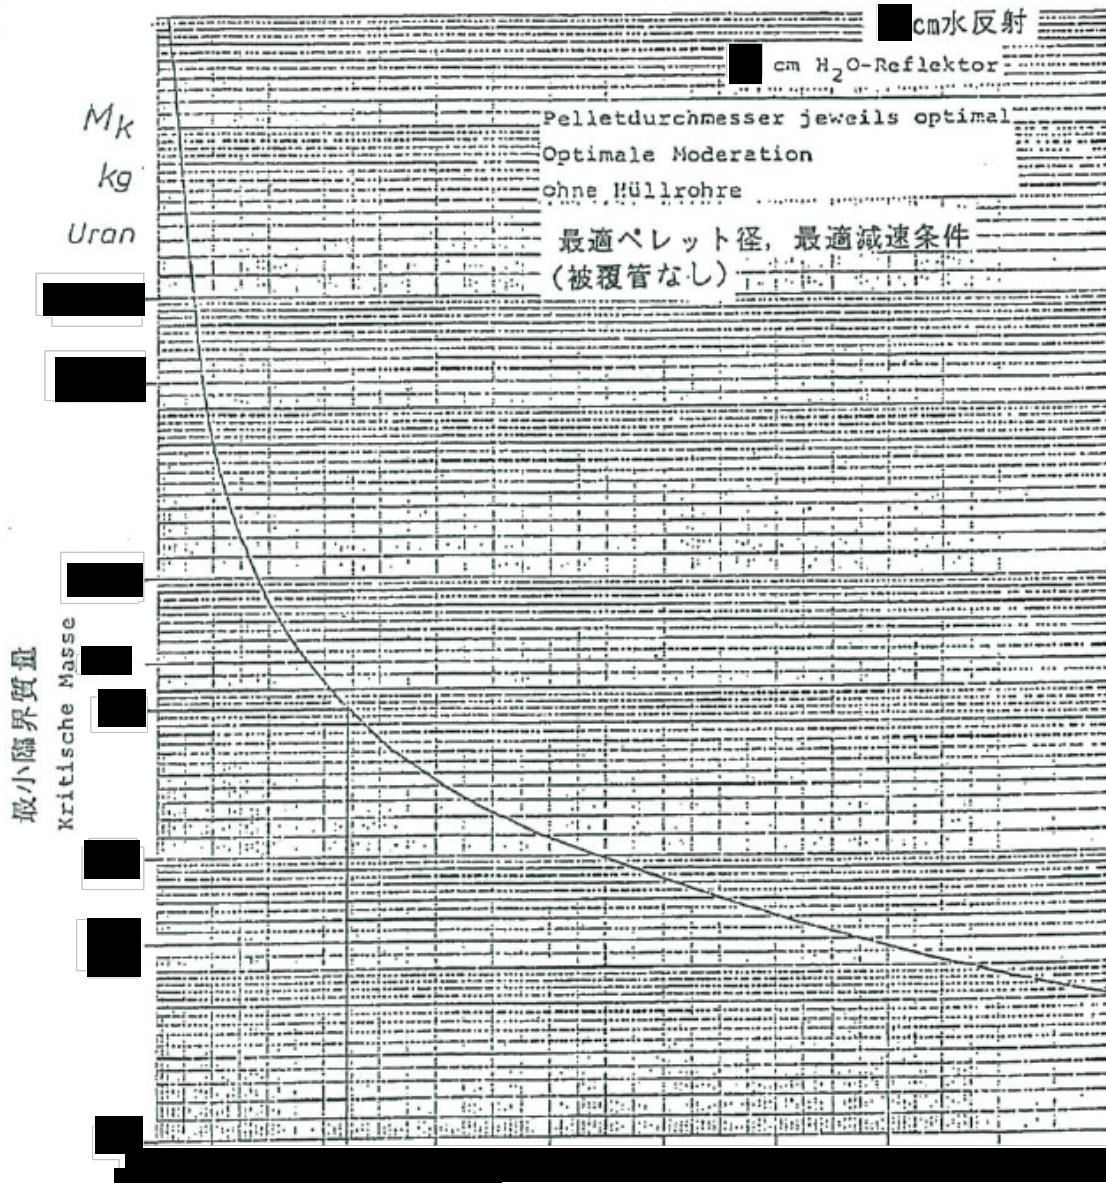 cm水反射
cm H₂O-Reflektor
Pelletdurchmesser jeweils optimal
Optimale Moderation
ohne Hüllrohre
最適ペレット径, 最適減速条件
(被覆管なし)
Mk
kg
Uran
最小臨界質量
Kritische Masse